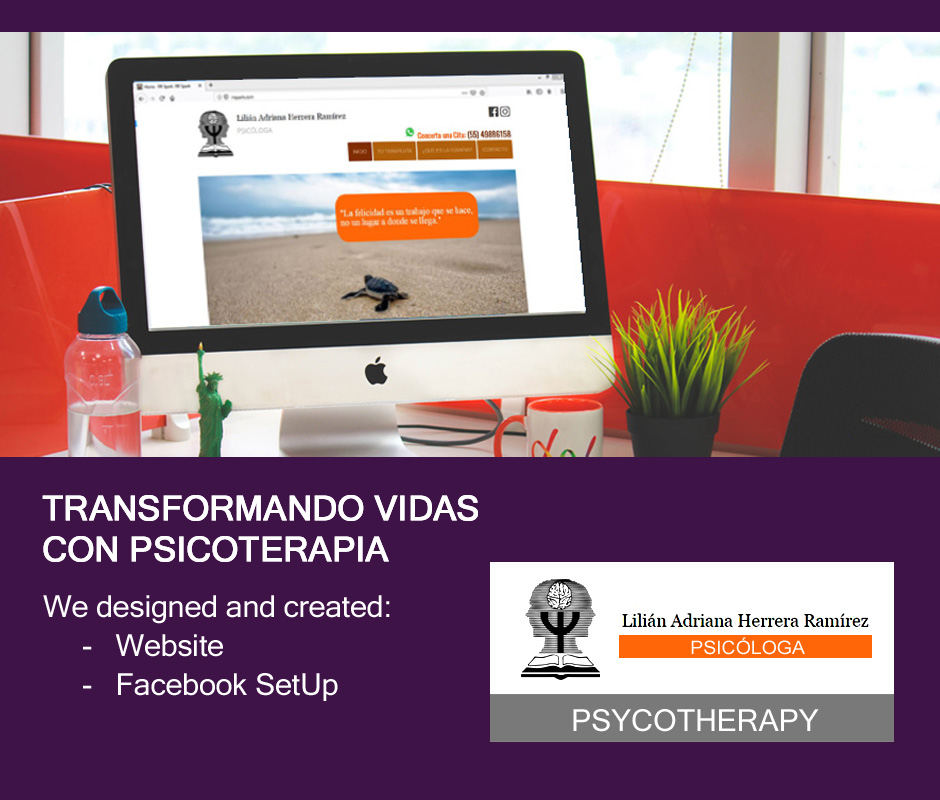 Lilián Adriana Herrera Ramírez
PSICÓLOGA
Concerta una Cita: (55) 49886158
INICIO
CONTACTO
"La felicidad es un trabajo que se hace,
no un lugar a donde se llega."
TRANSFORMANDO VIDAS
CON PSICOTERAPIA
We designed and created:
- Website
- Facebook SetUp
Lilián Adriana Herrera Ramírez
PSICÓLOGA
PSYCOTHERAPY